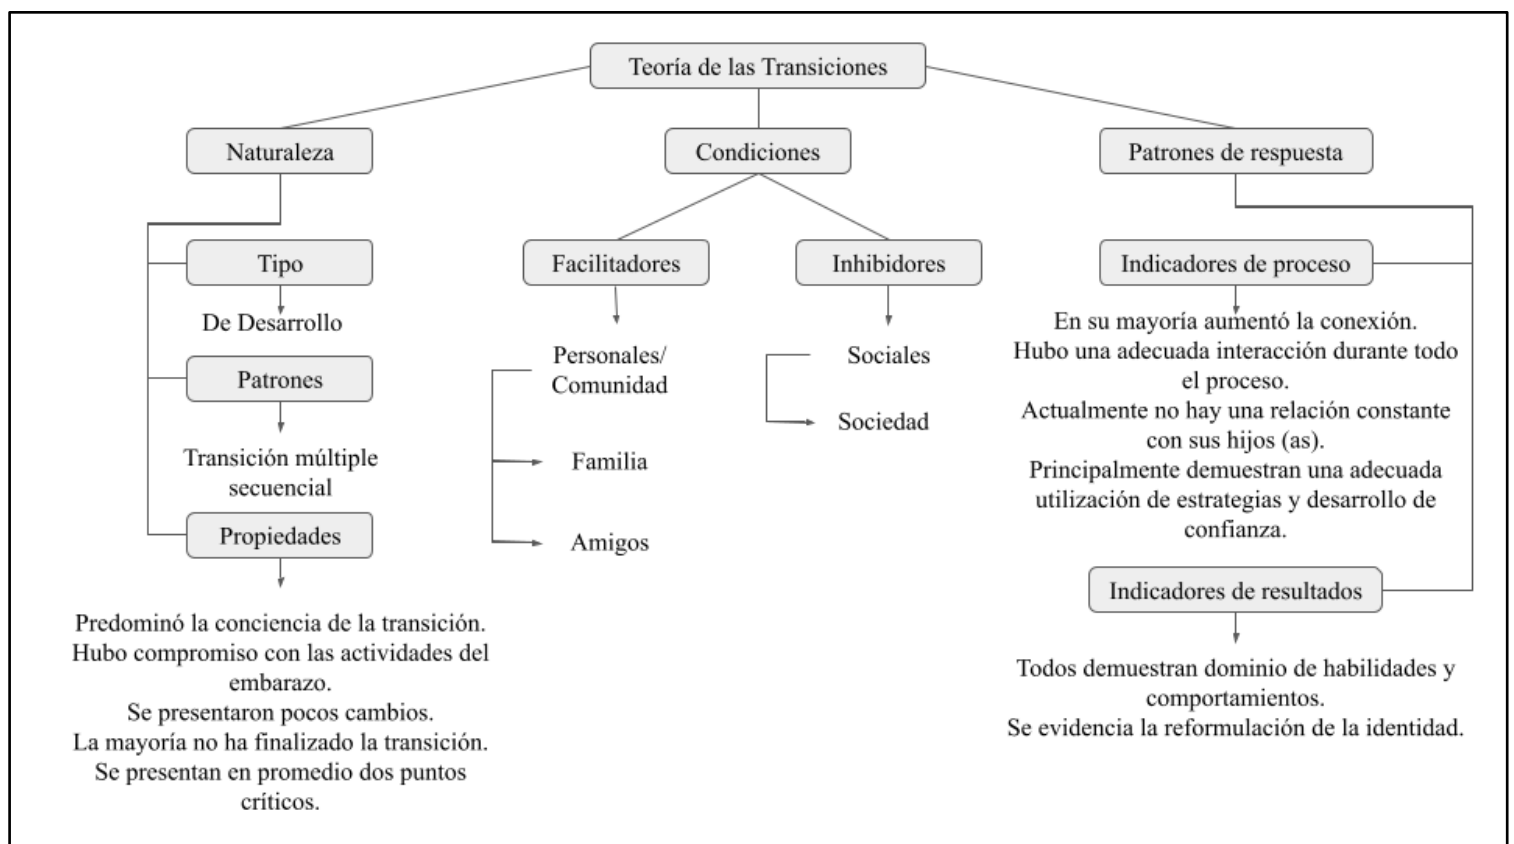 Teoría de las Transiciones
Naturaleza
Condiciones
Patrones de respuesta
Tipo
De Desarrollo
Patrones
Transición múltiple
secuencial
Propiedades
Predominó la conciencia de la transición.
Hubo compromiso con las actividades del
embarazo.
Se presentaron pocos cambios.
La mayoría no ha finalizado la transición.
Se presentan en promedio dos puntos
críticos.
Facilitadores
Personales/
Comunidad
Familia
Amigos
Inhibidores
Sociales
Sociedad
Indicadores de proceso
En su mayoría aumentó la conexión.
Hubo una adecuada interacción durante todo
el proceso.
Actualmente no hay una relación constante
con sus hijos (as).
Principalmente demuestran una adecuada
utilización de estrategias y desarrollo de
confianza.
Indicadores de resultados
Todos demuestran dominio de habilidades y
comportamientos.
Se evidencia la reformulación de la identidad.